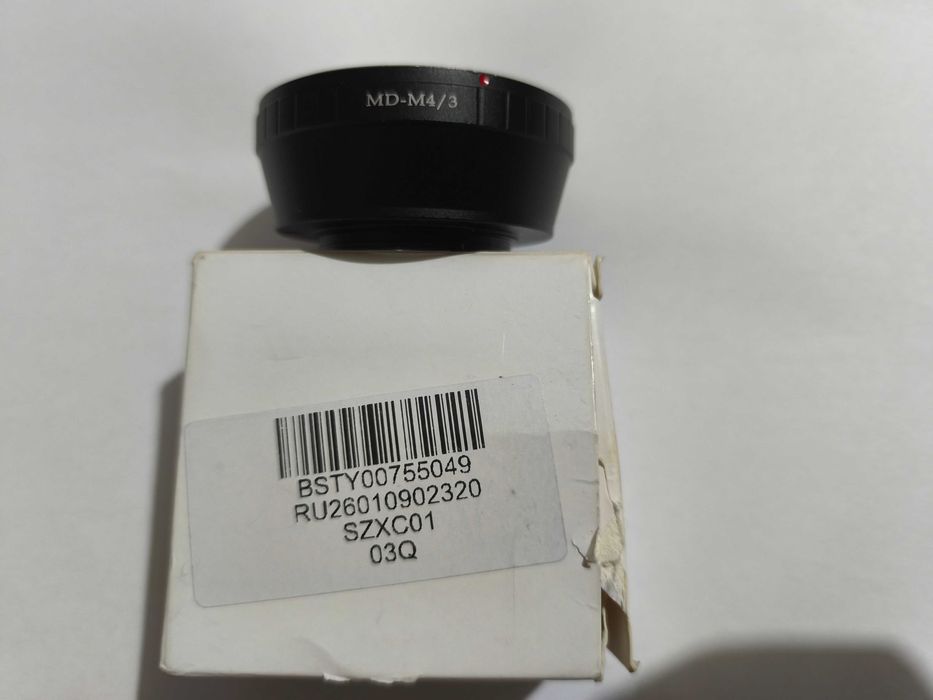 MD-M4/3
BSTY00755049
RU26010902320
SZXC01
03Q